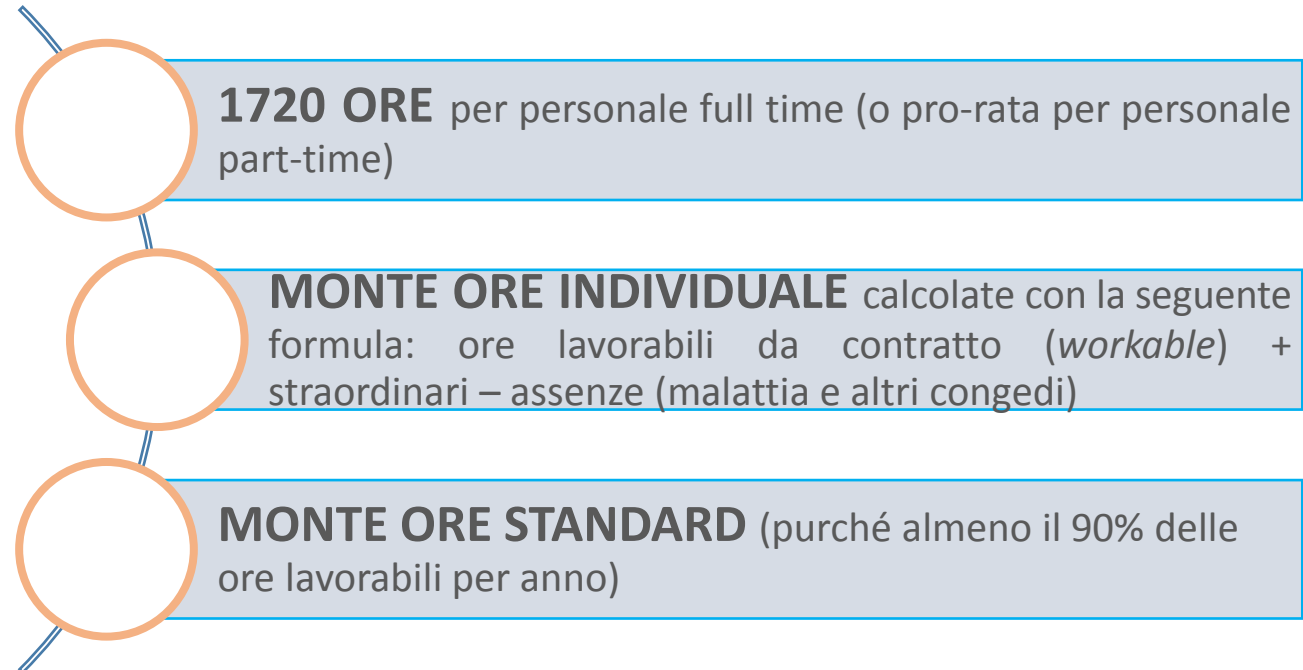 1720 ORE per personale full time (o pro-rata per personale
part-time)
MONTE ORE INDIVIDUALE calcolate con la seguente
formula: ore lavorabili da contratto (workable) +
straordinari – assenze (malattia e altri congedi)
MONTE ORE STANDARD (purché almeno il 90% delle
ore lavorabili per anno)